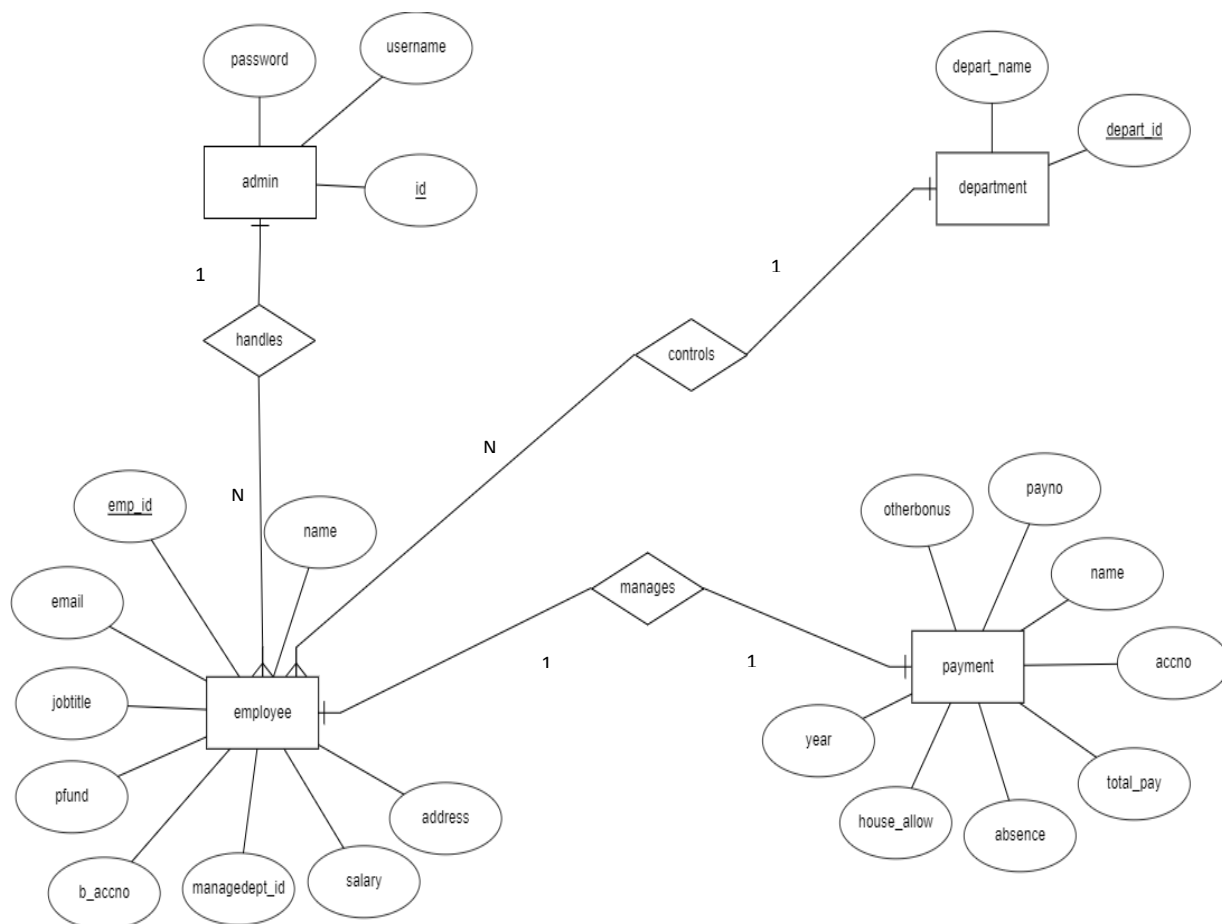 username
password
depart_name
depart_id
admin
id
department
1
1
handles
controls
N
N
emp_id
name
otherbonus
payno
email
manages
name
1
1
payment
accno
jobtitle
employee
year
pfund
address
total_pay
house_allow
absence
b_accno
managedept_id
salary